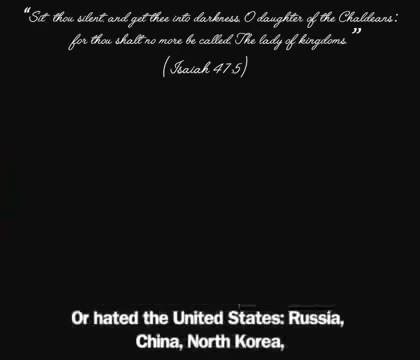 “Sit thou silent, and get thee into darkness, O daughter of the Chaldeans:
for thou shalt no more be called, The lady of kingdoms.”
(Isaiah 47:5)
Or hated the United States: Russia,
China, North Korea,